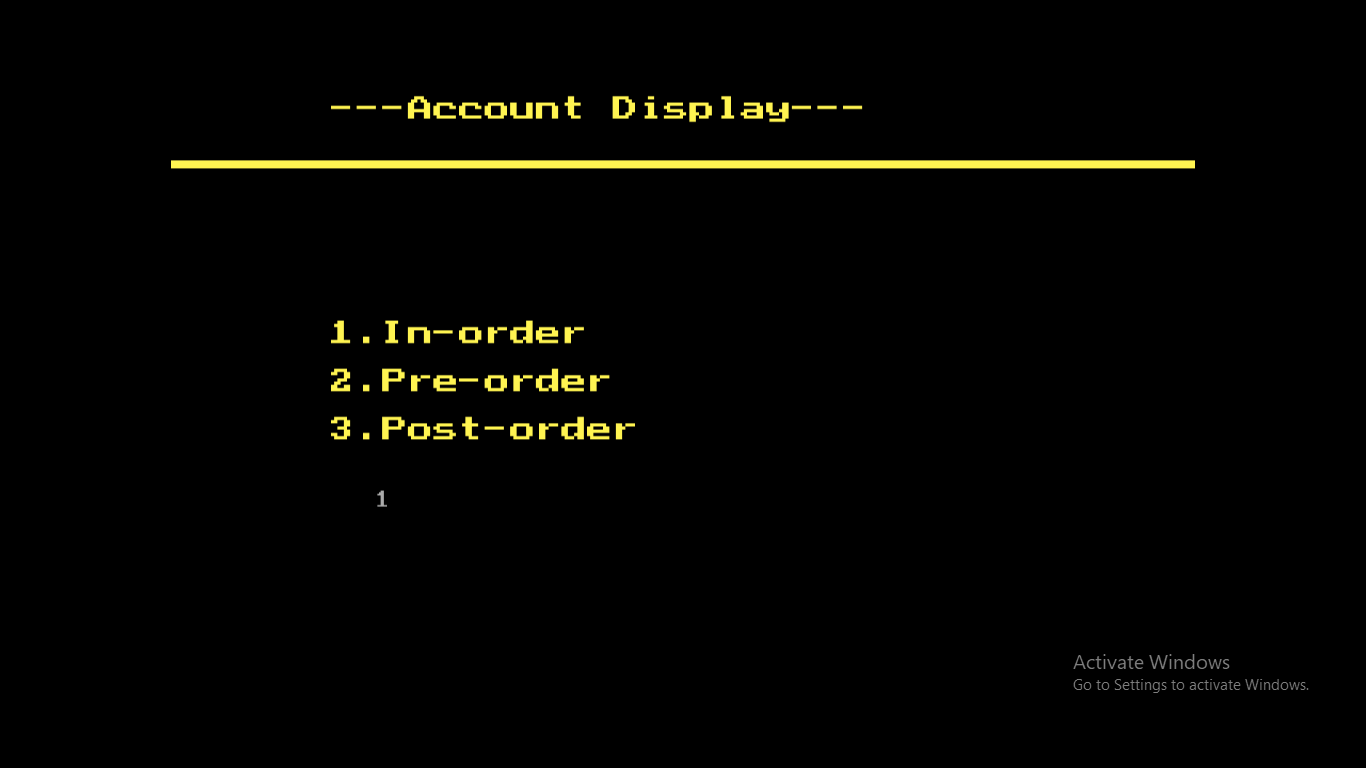 ---Account Display---
1.In-order
2.Pre-order
3.Post-order
1
Activate Windows
Go to Settings to activate Windows.